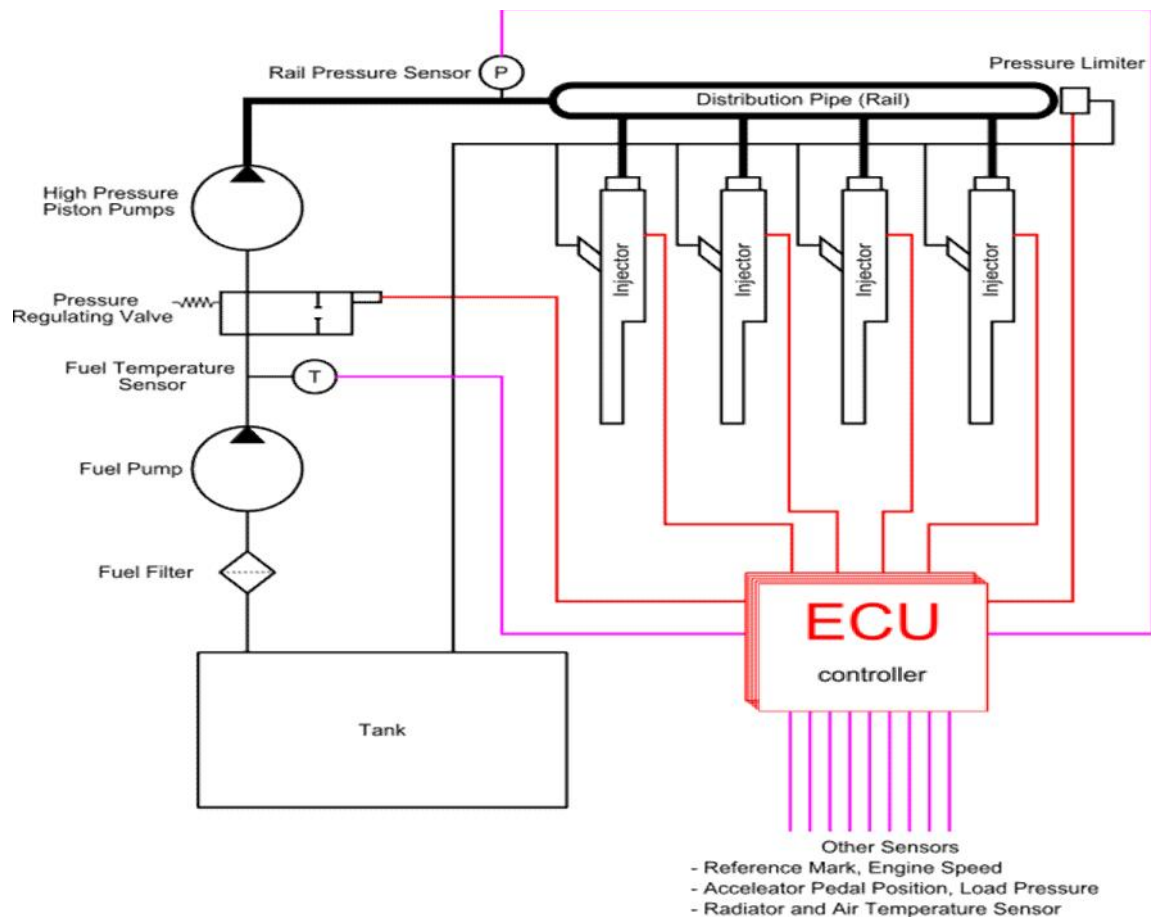 Rail Pressure Sensor
P
Pressure Limiter
Distribution Pipe (Rail)
High Pressure
Piston Pumps
Injector
Injector
Injector
Injector
Pressure
Regulating Valve
Fuel Temperature
Sensor
T
Fuel Pump
Fuel Filter
ECU
controller
Tank
Other Sensors
- Reference Mark, Engine Speed
- Acceleator Pedal Position, Load Pressure
- Radiator and Air Temperature Sensor